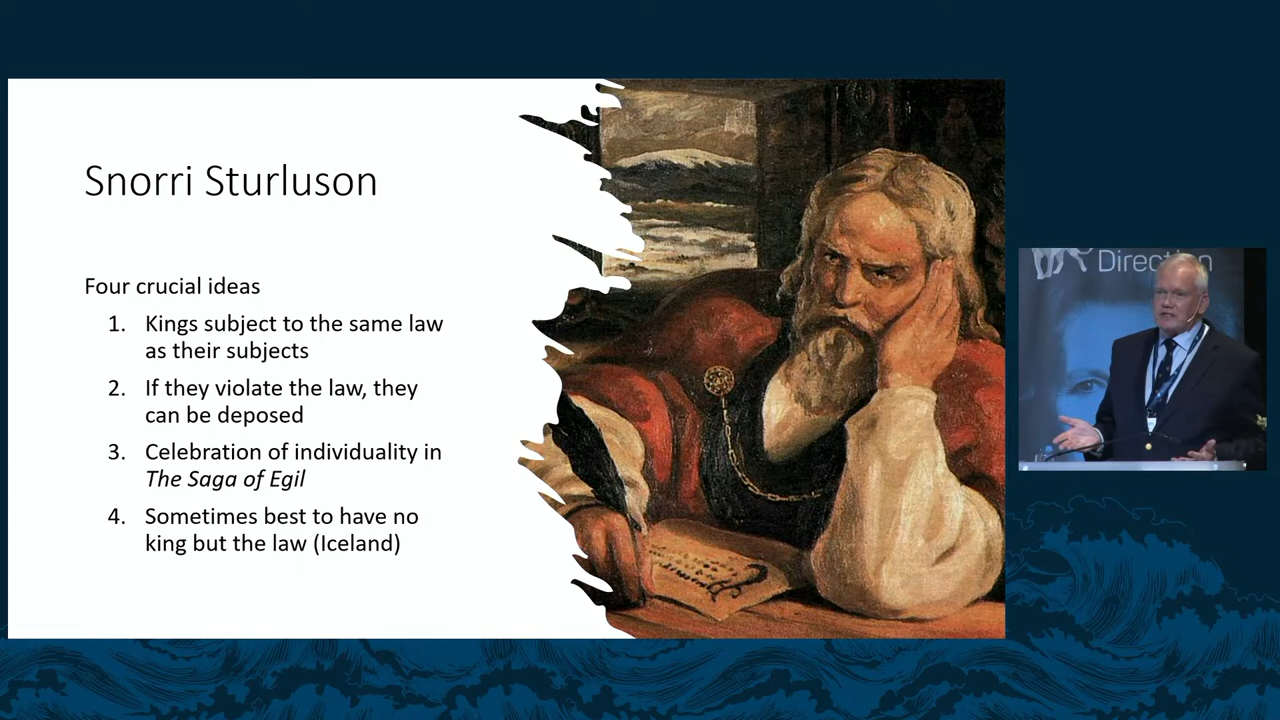 Snorri Sturluson
Four crucial ideas
1. Kings subject to the same law
as their subjects
2. If they violate the law, they
can be deposed
3. Celebration of individuality in
The Saga of Egil
4. Sometimes best to have no
king but the law (Iceland)